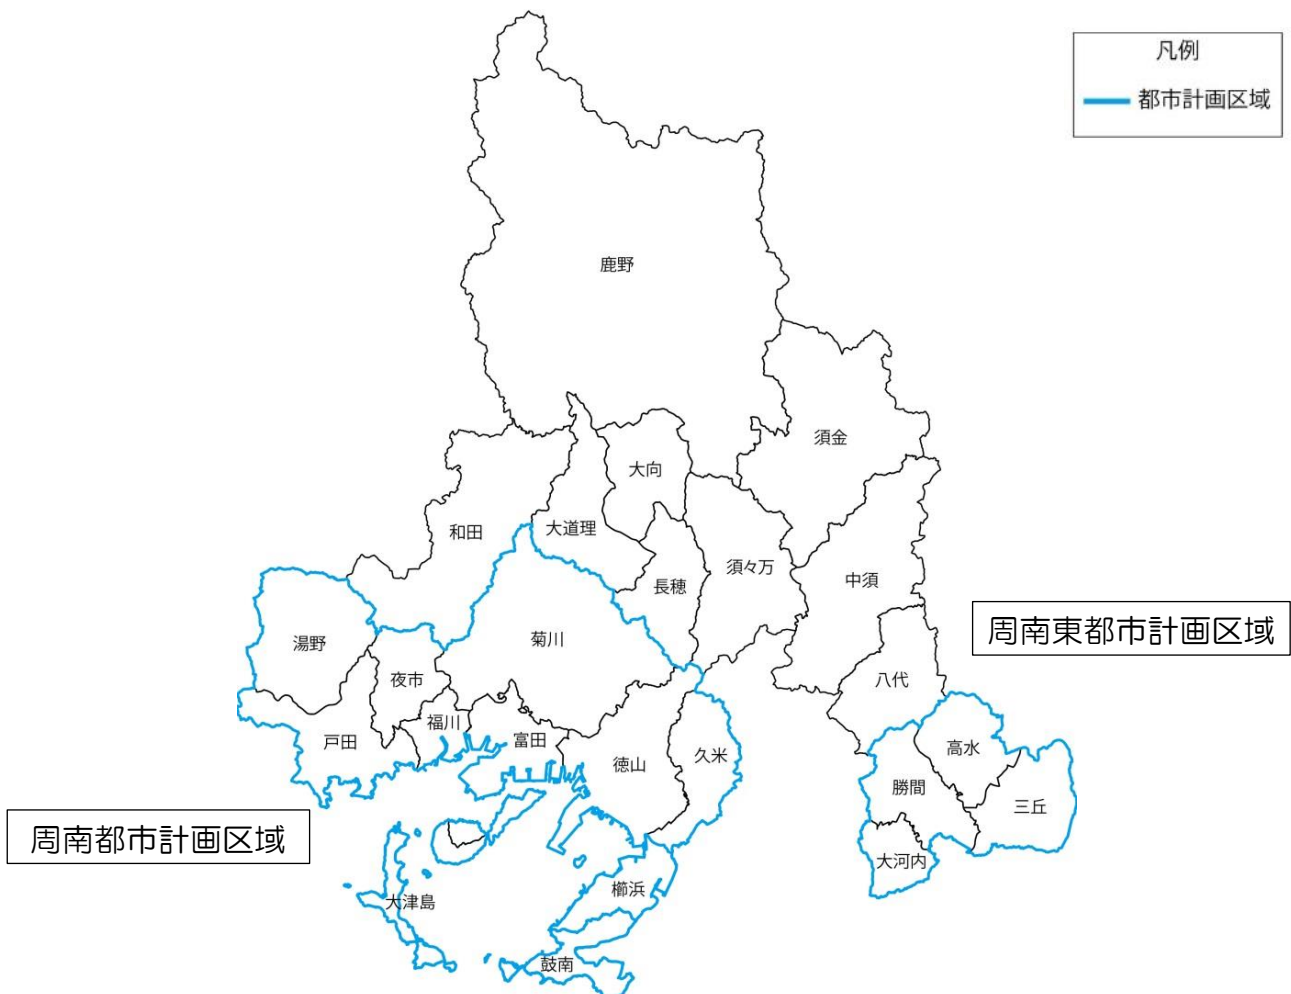 凡例
都市計画区域
鹿野
須金
大向
和田
大道理
須々万
長穂
中須
周南東都市計画区域
湯野
菊川
夜市
八代
福川
戸田
富田
徳山
久米
高水
勝間
三丘
周南都市計画区域
大河内
櫛浜
大津島
鼓南